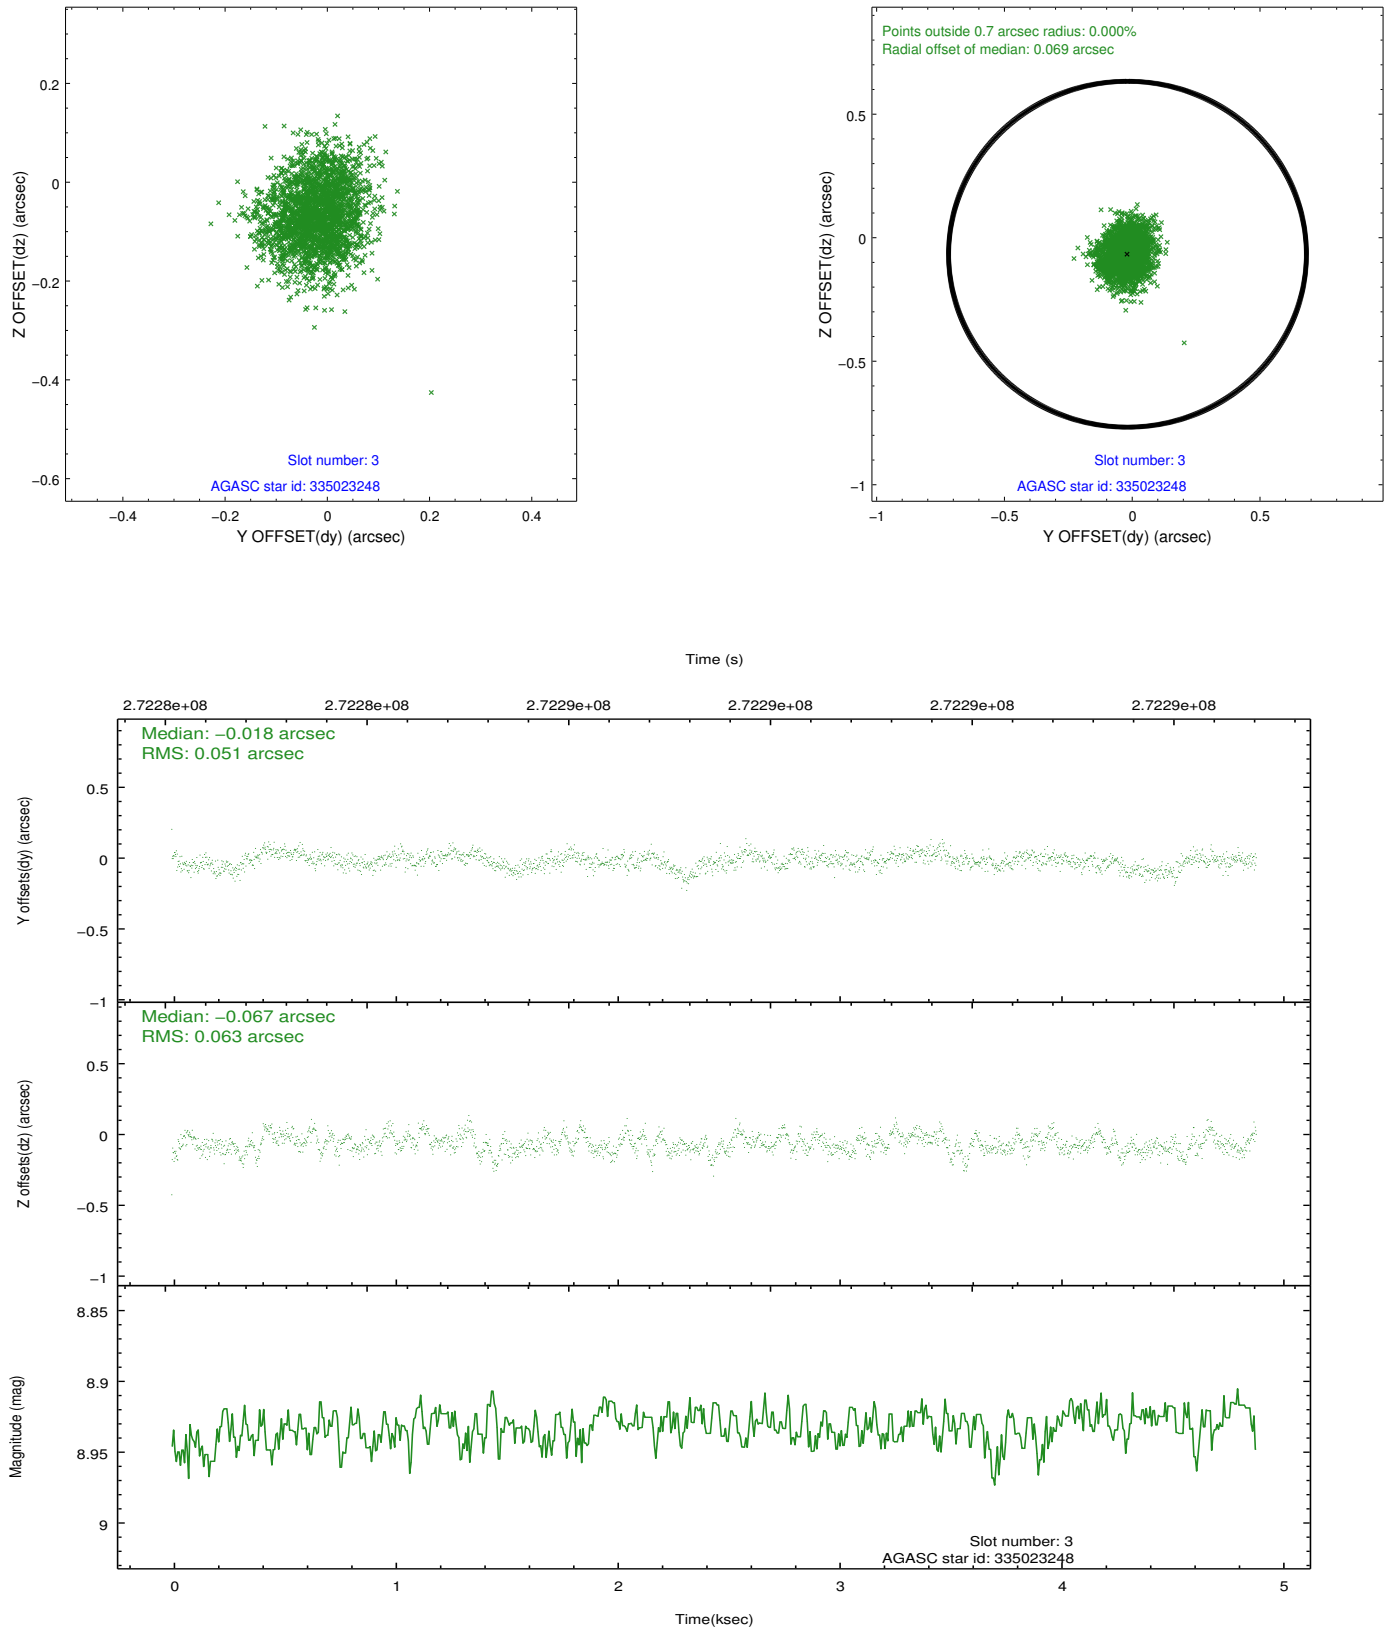 0.2
0
−0.2
−0.4
−0.6
Z OFFSET(dz) (arcsec)
Slot number: 3
AGASC star id: 335023248
−0.4
−0.2
0
0.2
0.4
Y OFFSET(dy) (arcsec)
Points outside 0.7 arcsec radius: 0.000%
Radial offset of median: 0.069 arcsec
0.5
0
−0.5
−1
Z OFFSET(dz) (arcsec)
Slot number: 3
AGASC star id: 335023248
−1
−0.5
0
0.5
Y OFFSET(dy) (arcsec)
Time (s)
2.7228e+08
2.7228e+08
2.7229e+08
2.7229e+08
2.7229e+08
2.7229e+08
Median: −0.018 arcsec
RMS: 0.051 arcsec
0.5
0
−0.5
−1
Y offsets(dy) (arcsec)
Median: −0.067 arcsec
RMS: 0.063 arcsec
0.5
0
−0.5
−1
Z offsets(dz) (arcsec)
8.85
8.9
8.95
9
Magnitude (mag)
Slot number: 3
AGASC star id: 335023248
0
1
2
3
4
5
Time(ksec)